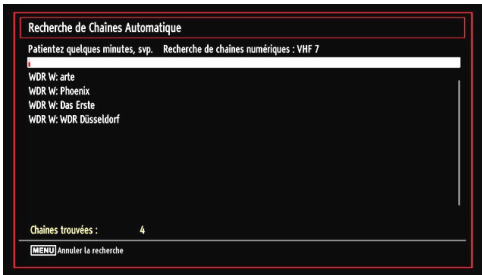 Recherche de Chaînes Automatique
Patientez quelques minutes, svp. Recherche de chaînes numériques : VHF 7
WDR W: arte
WDR W: Phoenix
WDR W: Das Erste
WDR W: WDR Düsseldorf
Chaînes trouvées : 4
MENU Annuler la recherche